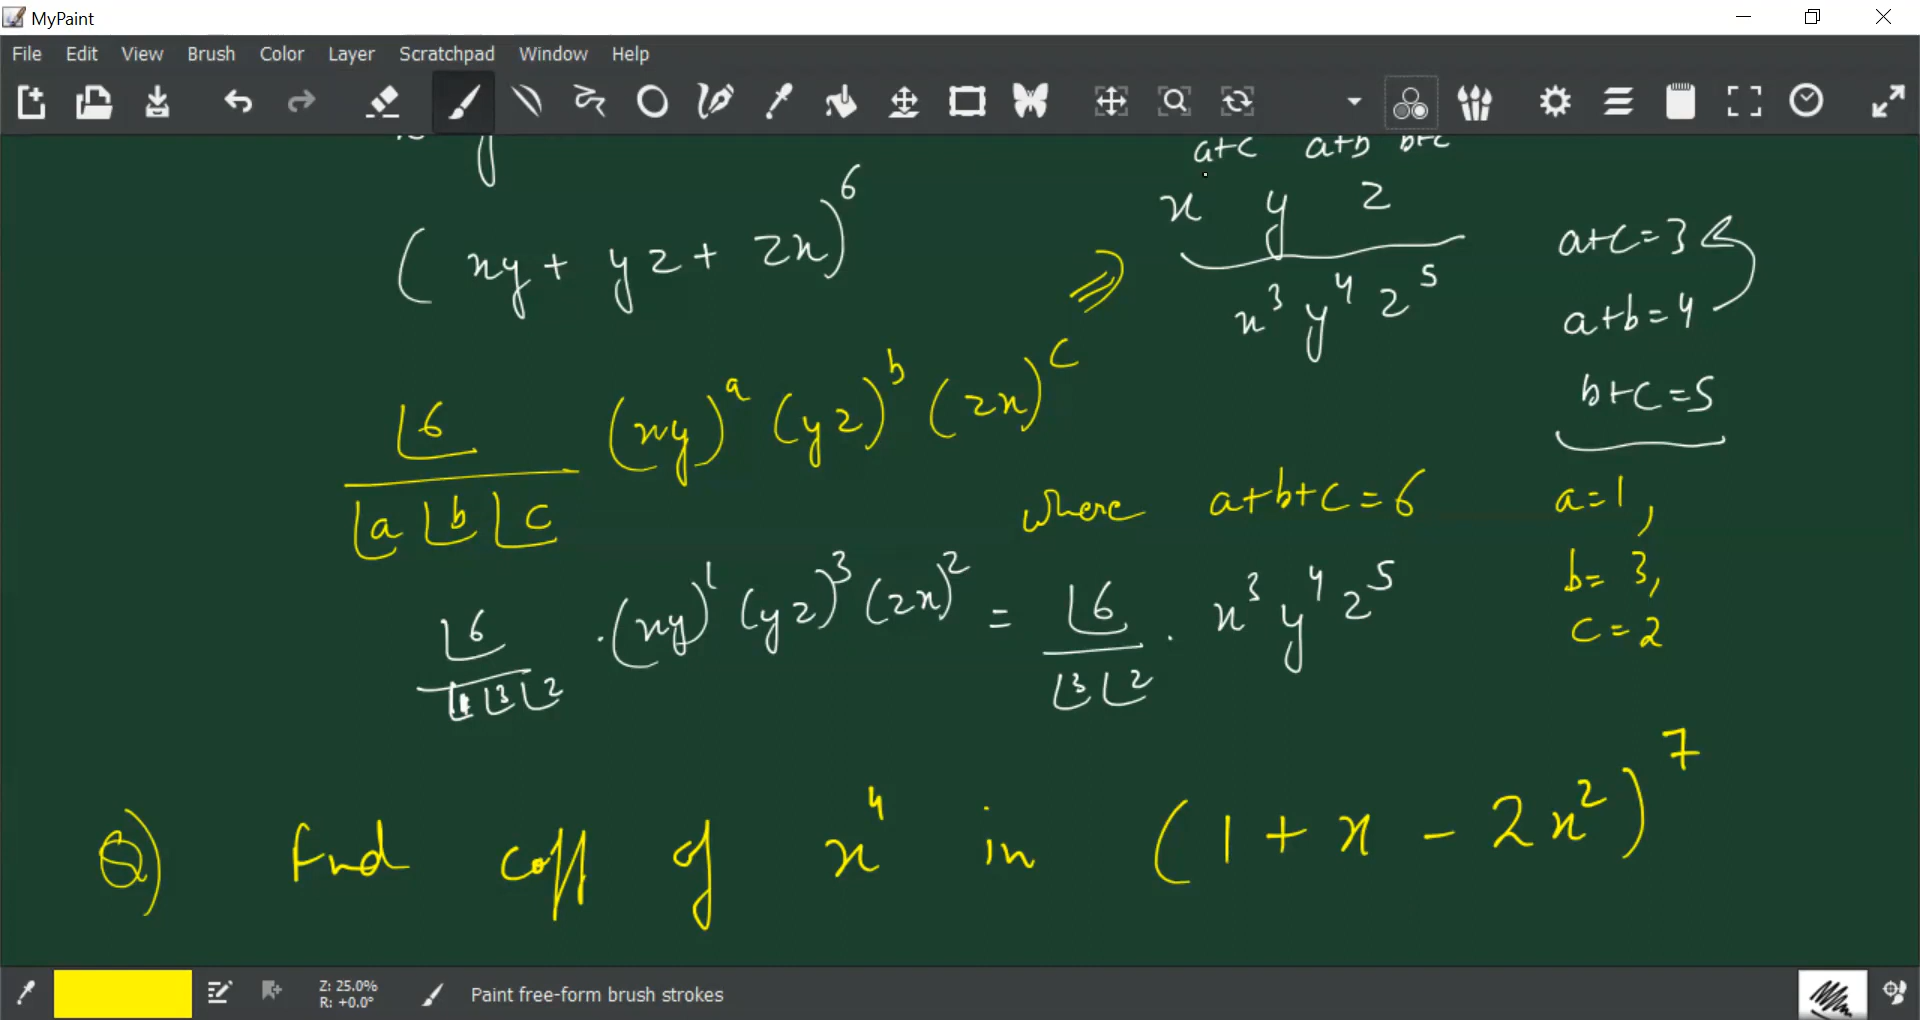 MyPaint
File Edit View Brush Color Layer Scratchpad Window Help
a+c a+b b+c
x y z
(xy + yz + zx)^6
x^3 y^4 z^5
a+c=3
a+b=4
b+c=5
⌊6 / ⌊a ⌊b ⌊c (xy)^a (yz)^b (zx)^c ⇒
where a+b+c=6
a=1,
b=3,
c=2
⌊6 / ⌊1 ⌊3 ⌊2 · (xy)^1 (yz)^3 (zx)^2 = ⌊6 / ⌊3 ⌊2 · x^3 y^4 z^5
Q) Find coff of x^4 in (1 + x - 2x^2)^7
Z: 25.0%
R: +0.0°
Paint free-form brush strokes